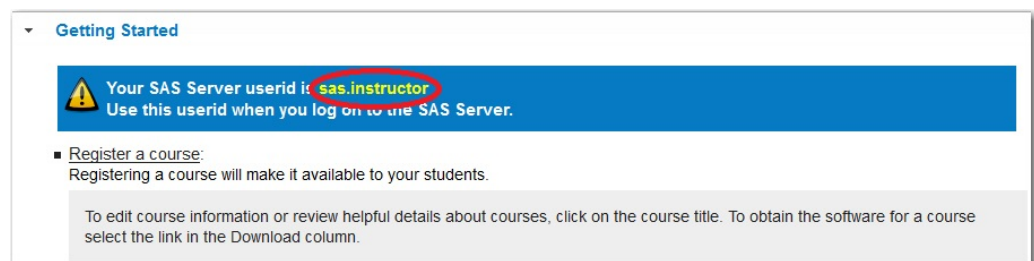 Getting Started
Your SAS Server userid is sas.instructor
Use this userid when you log on to the SAS Server.
Register a course:
Registering a course will make it available to your students.
To edit course information or review helpful details about courses, click on the course title. To obtain the software for a course
select the link in the Download column.